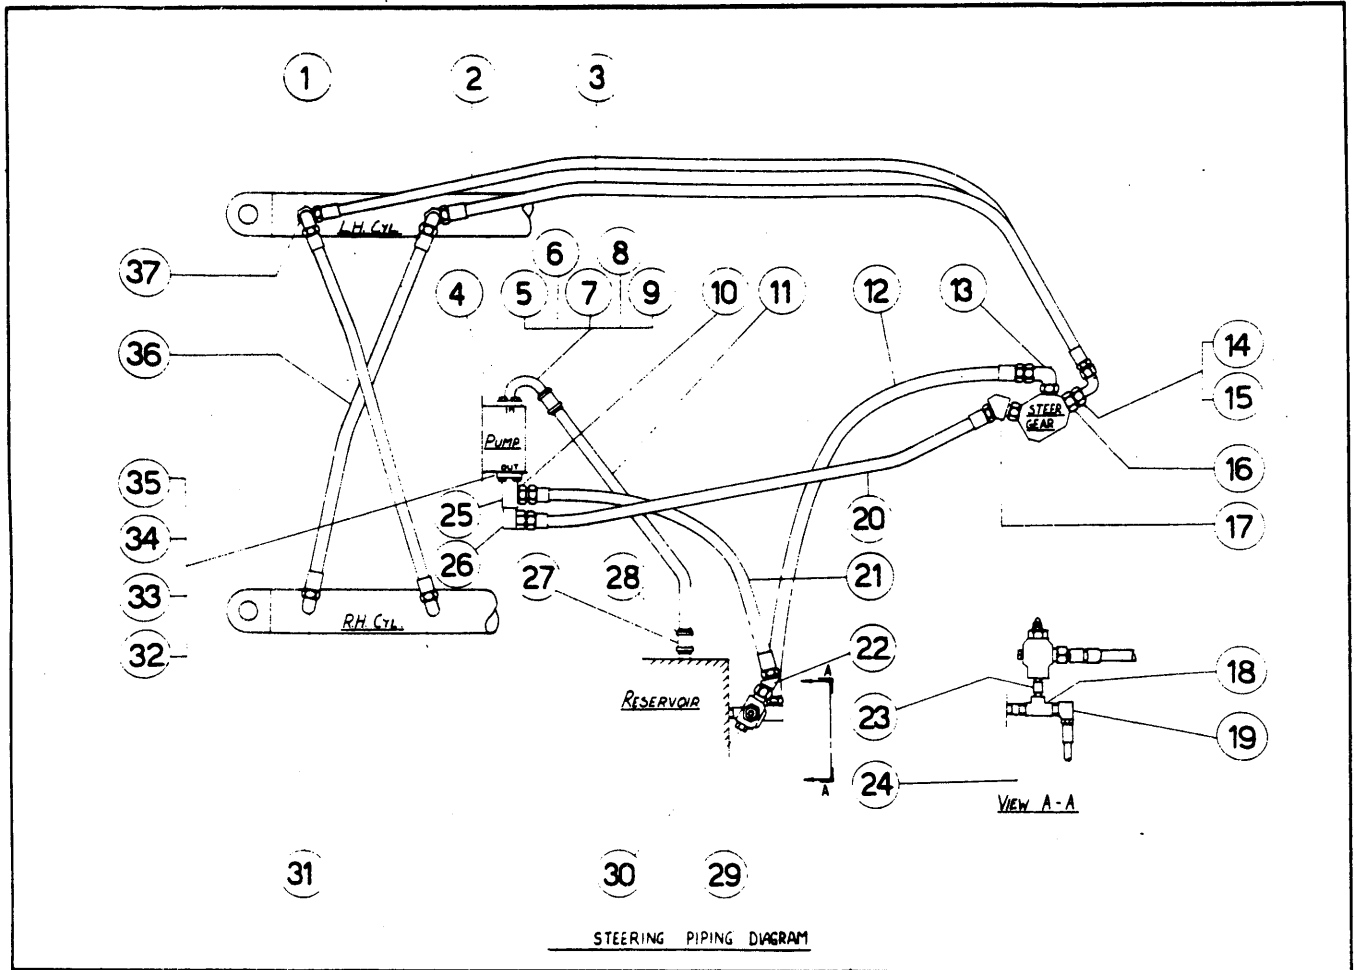 1 2 3
L.H. CYL.
6 8
37 4 5 7 9 10 11 12 13
36 14
IN
15
STEER
GEAR
PUMP
OUT
16
35 25 20 17
34
26 27 28 21
33
R.H. CYL.
32 22 18
RESERVOIR
A
23 19
24
A
VIEW A-A
31 30 29
STEERING PIPING DIAGRAM